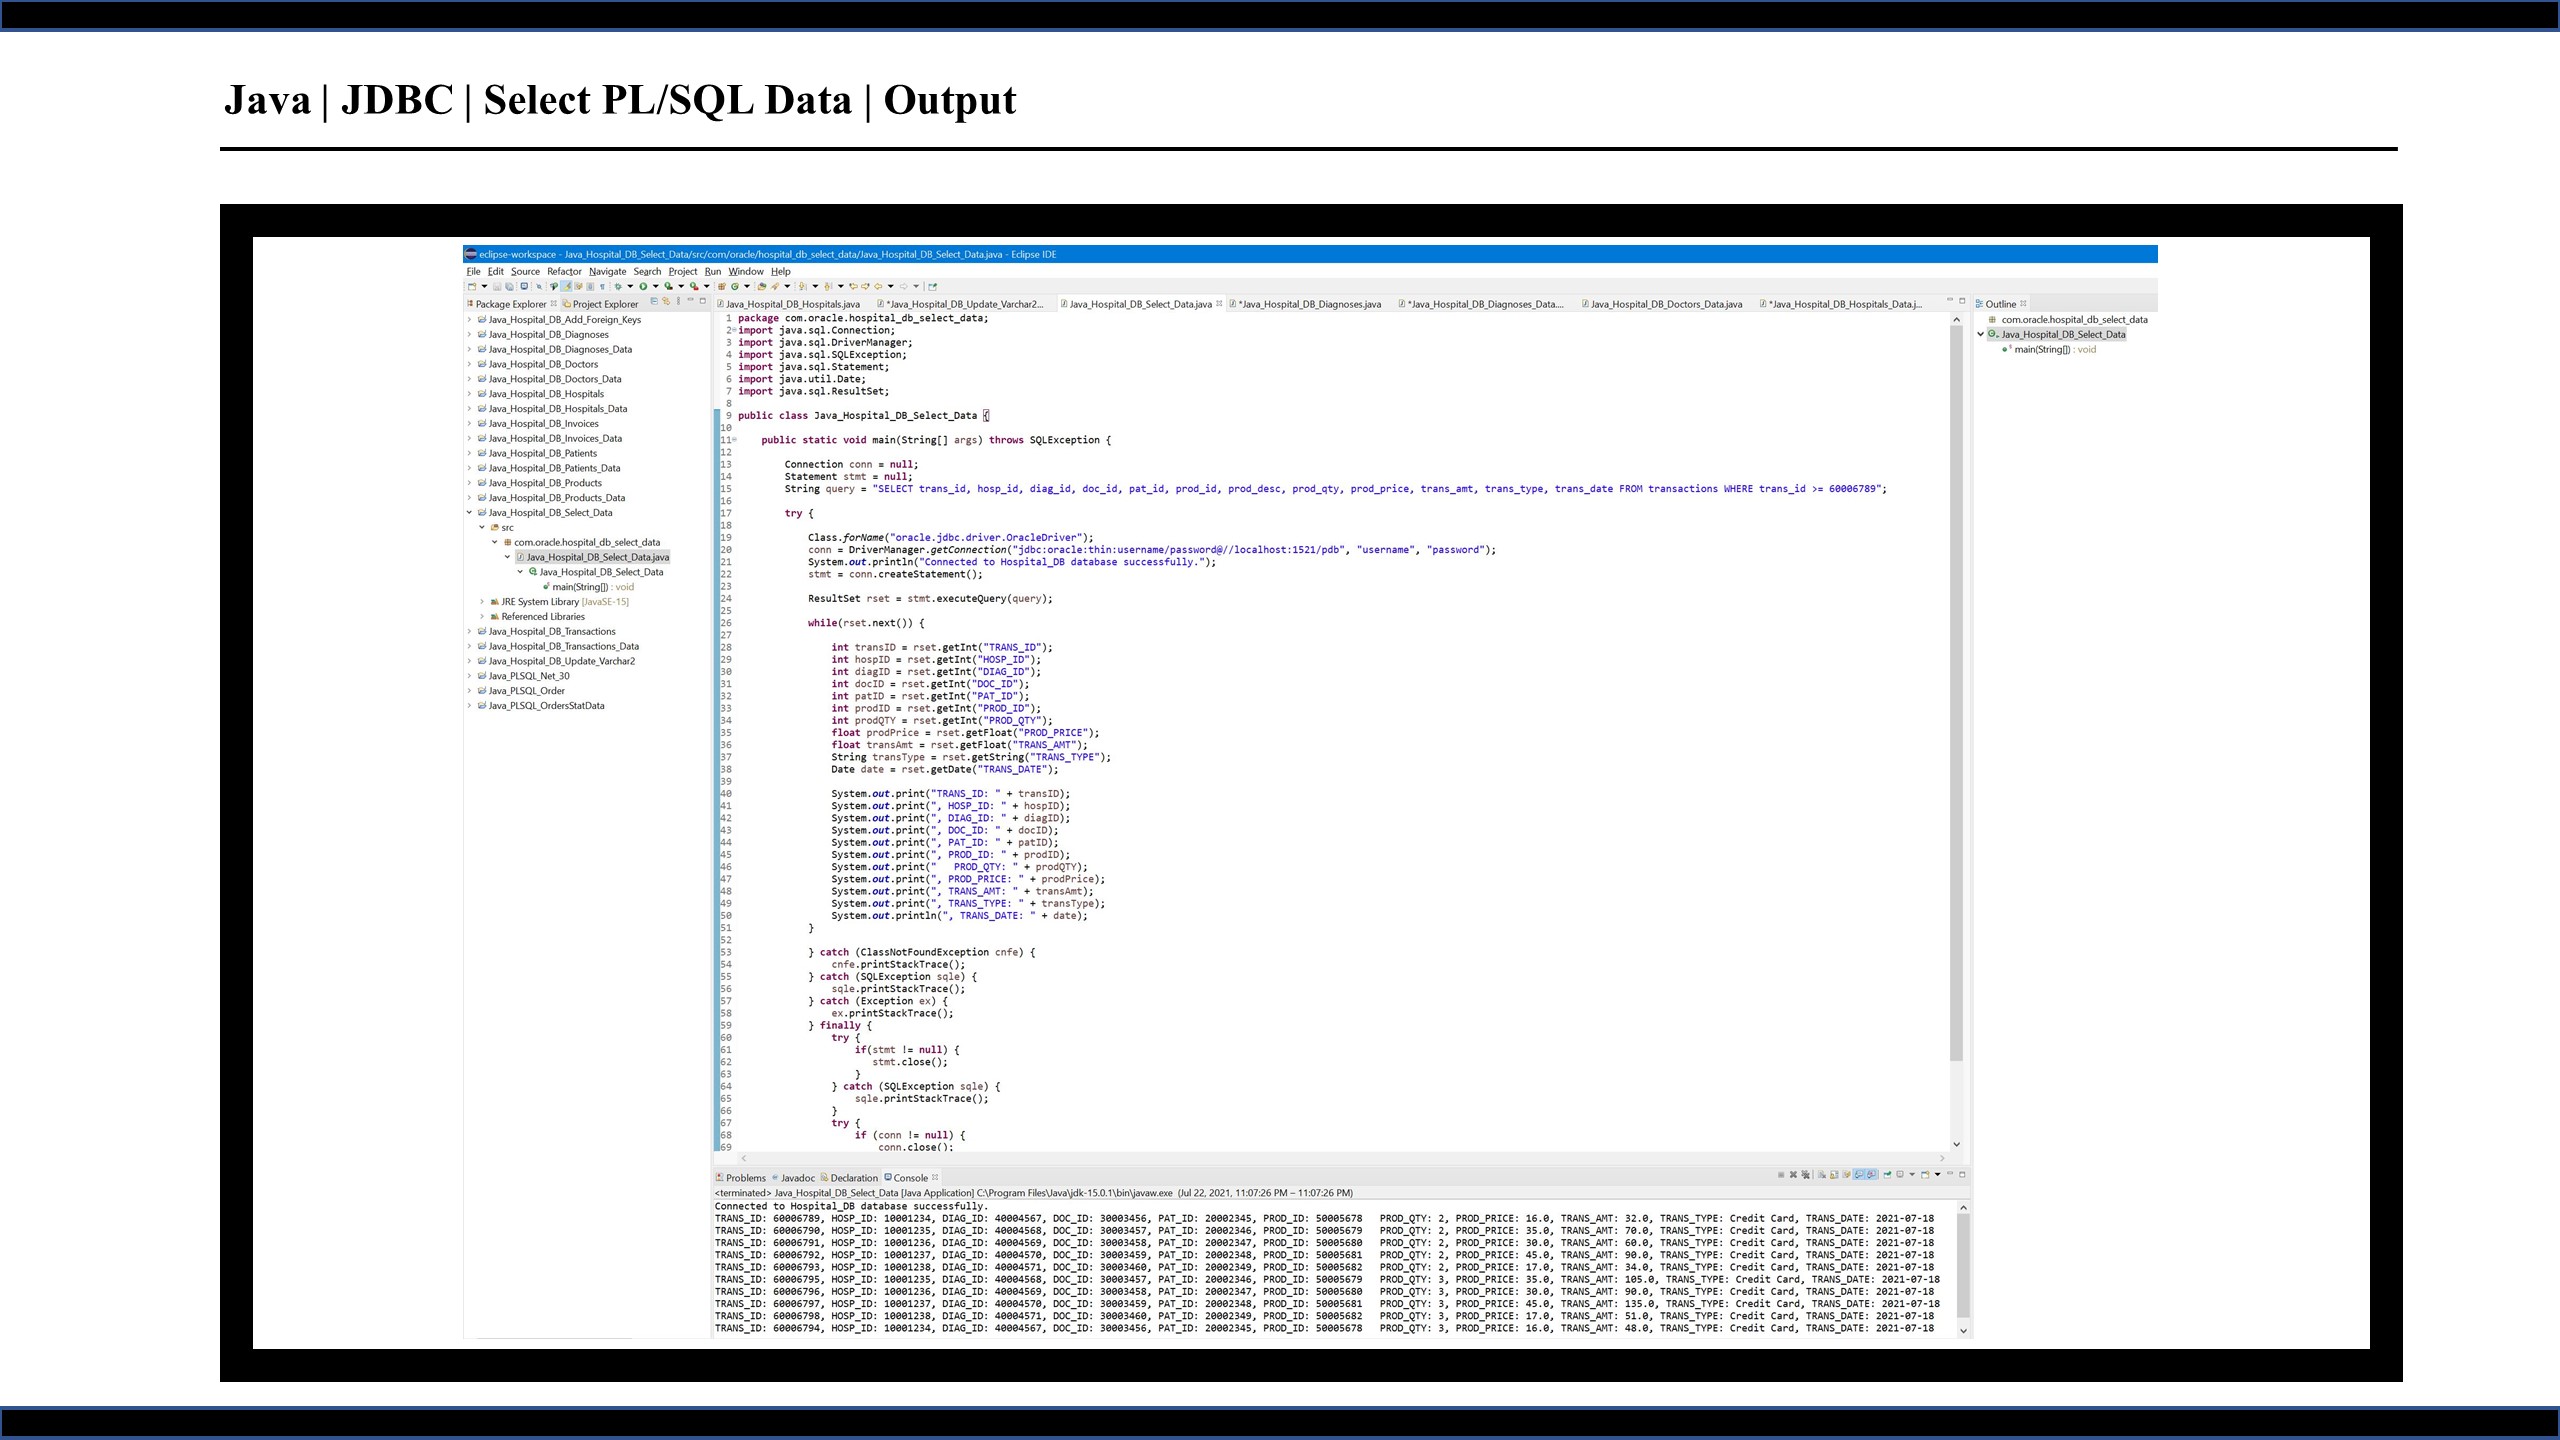 Java | JDBC | Select PL/SQL Data | Output
eclipse-workspace - Java_Hospital_DB_Select_Data/src/com/oracle/hospital_db_select_data/Java_Hospital_DB_Select_Data.java - Eclipse IDE
File Edit Source Refactor Navigate Search Project Run Window Help
Package Explorer Project Explorer
Java_Hospital_DB_Add_Foreign_Keys
Java_Hospital_DB_Diagnoses
Java_Hospital_DB_Diagnoses_Data
Java_Hospital_DB_Doctors
Java_Hospital_DB_Doctors_Data
Java_Hospital_DB_Hospitals
Java_Hospital_DB_Hospitals_Data
Java_Hospital_DB_Invoices
Java_Hospital_DB_Invoices_Data
Java_Hospital_DB_Patients
Java_Hospital_DB_Patients_Data
Java_Hospital_DB_Products
Java_Hospital_DB_Products_Data
Java_Hospital_DB_Select_Data
src
com.oracle.hospital_db_select_data
Java_Hospital_DB_Select_Data.java
Java_Hospital_DB_Select_Data
main(String[]) : void
JRE System Library [JavaSE-15]
Referenced Libraries
Java_Hospital_DB_Transactions
Java_Hospital_DB_Transactions_Data
Java_Hospital_DB_Update_Varchar2
Java_PLSQL_Net_30
Java_PLSQL_Order
Java_PLSQL_OrdersStatData
Java_Hospital_DB_Hospitals.java *Java_Hospital_DB_Update_Varchar2... Java_Hospital_DB_Select_Data.java *Java_Hospital_DB_Diagnoses.java *Java_Hospital_DB_Diagnoses_Data.... Java_Hospital_DB_Doctors_Data.java *Java_Hospital_DB_Hospitals_Data.j...
1 package com.oracle.hospital_db_select_data;
2 import java.sql.Connection;
3 import java.sql.DriverManager;
4 import java.sql.SQLException;
5 import java.sql.Statement;
6 import java.util.Date;
7 import java.sql.ResultSet;
8
9 public class Java_Hospital_DB_Select_Data {
10
11 public static void main(String[] args) throws SQLException {
12
13 Connection conn = null;
14 Statement stmt = null;
15 String query = "SELECT trans_id, hosp_id, diag_id, doc_id, pat_id, prod_id, prod_desc, prod_qty, prod_price, trans_amt, trans_type, trans_date FROM transactions WHERE trans_id >= 60006789";
16
17 try {
18
19 Class.forName("oracle.jdbc.driver.OracleDriver");
20 conn = DriverManager.getConnection("jdbc:oracle:thin:username/password@//localhost:1521/pdb", "username", "password");
21 System.out.println("Connected to Hospital_DB database successfully.");
22 stmt = conn.createStatement();
23
24 ResultSet rset = stmt.executeQuery(query);
25
26 while(rset.next()) {
27
28 int transID = rset.getInt("TRANS_ID");
29 int hospID = rset.getInt("HOSP_ID");
30 int diagID = rset.getInt("DIAG_ID");
31 int docID = rset.getInt("DOC_ID");
32 int patID = rset.getInt("PAT_ID");
33 int prodID = rset.getInt("PROD_ID");
34 int prodQTY = rset.getInt("PROD_QTY");
35 float prodPrice = rset.getFloat("PROD_PRICE");
36 float transAmt = rset.getFloat("TRANS_AMT");
37 String transType = rset.getString("TRANS_TYPE");
38 Date date = rset.getDate("TRANS_DATE");
39
40 System.out.print("TRANS_ID: " + transID);
41 System.out.print(", HOSP_ID: " + hospID);
42 System.out.print(", DIAG_ID: " + diagID);
43 System.out.print(", DOC_ID: " + docID);
44 System.out.print(", PAT_ID: " + patID);
45 System.out.print(", PROD_ID: " + prodID);
46 System.out.print("   PROD_QTY: " + prodQTY);
47 System.out.print(", PROD_PRICE: " + prodPrice);
48 System.out.print(", TRANS_AMT: " + transAmt);
49 System.out.print(", TRANS_TYPE: " + transType);
50 System.out.println(", TRANS_DATE: " + date);
51 }
52
53 } catch (ClassNotFoundException cnfe) {
54 cnfe.printStackTrace();
55 } catch (SQLException sqle) {
56 sqle.printStackTrace();
57 } catch (Exception ex) {
58 ex.printStackTrace();
59 } finally {
60 try {
61 if(stmt != null) {
62 stmt.close();
63 }
64 } catch (SQLException sqle) {
65 sqle.printStackTrace();
66 }
67 try {
68 if (conn != null) {
69 conn.close();
Outline
com.oracle.hospital_db_select_data
Java_Hospital_DB_Select_Data
main(String[]) : void
Problems Javadoc Declaration Console
<terminated> Java_Hospital_DB_Select_Data [Java Application] C:\Program Files\Java\jdk-15.0.1\bin\javaw.exe (Jul 22, 2021, 11:07:26 PM – 11:07:26 PM)
Connected to Hospital_DB database successfully.
TRANS_ID: 60006789, HOSP_ID: 10001234, DIAG_ID: 40004567, DOC_ID: 30003456, PAT_ID: 20002345, PROD_ID: 50005678   PROD_QTY: 2, PROD_PRICE: 16.0, TRANS_AMT: 32.0, TRANS_TYPE: Credit Card, TRANS_DATE: 2021-07-18
TRANS_ID: 60006790, HOSP_ID: 10001235, DIAG_ID: 40004568, DOC_ID: 30003457, PAT_ID: 20002346, PROD_ID: 50005679   PROD_QTY: 2, PROD_PRICE: 35.0, TRANS_AMT: 70.0, TRANS_TYPE: Credit Card, TRANS_DATE: 2021-07-18
TRANS_ID: 60006791, HOSP_ID: 10001236, DIAG_ID: 40004569, DOC_ID: 30003458, PAT_ID: 20002347, PROD_ID: 50005680   PROD_QTY: 2, PROD_PRICE: 30.0, TRANS_AMT: 60.0, TRANS_TYPE: Credit Card, TRANS_DATE: 2021-07-18
TRANS_ID: 60006792, HOSP_ID: 10001237, DIAG_ID: 40004570, DOC_ID: 30003459, PAT_ID: 20002348, PROD_ID: 50005681   PROD_QTY: 2, PROD_PRICE: 45.0, TRANS_AMT: 90.0, TRANS_TYPE: Credit Card, TRANS_DATE: 2021-07-18
TRANS_ID: 60006793, HOSP_ID: 10001238, DIAG_ID: 40004571, DOC_ID: 30003460, PAT_ID: 20002349, PROD_ID: 50005682   PROD_QTY: 2, PROD_PRICE: 17.0, TRANS_AMT: 34.0, TRANS_TYPE: Credit Card, TRANS_DATE: 2021-07-18
TRANS_ID: 60006795, HOSP_ID: 10001235, DIAG_ID: 40004568, DOC_ID: 30003457, PAT_ID: 20002346, PROD_ID: 50005679   PROD_QTY: 3, PROD_PRICE: 35.0, TRANS_AMT: 105.0, TRANS_TYPE: Credit Card, TRANS_DATE: 2021-07-18
TRANS_ID: 60006796, HOSP_ID: 10001236, DIAG_ID: 40004569, DOC_ID: 30003458, PAT_ID: 20002347, PROD_ID: 50005680   PROD_QTY: 3, PROD_PRICE: 30.0, TRANS_AMT: 90.0, TRANS_TYPE: Credit Card, TRANS_DATE: 2021-07-18
TRANS_ID: 60006797, HOSP_ID: 10001237, DIAG_ID: 40004570, DOC_ID: 30003459, PAT_ID: 20002348, PROD_ID: 50005681   PROD_QTY: 3, PROD_PRICE: 45.0, TRANS_AMT: 135.0, TRANS_TYPE: Credit Card, TRANS_DATE: 2021-07-18
TRANS_ID: 60006798, HOSP_ID: 10001238, DIAG_ID: 40004571, DOC_ID: 30003460, PAT_ID: 20002349, PROD_ID: 50005682   PROD_QTY: 3, PROD_PRICE: 17.0, TRANS_AMT: 51.0, TRANS_TYPE: Credit Card, TRANS_DATE: 2021-07-18
TRANS_ID: 60006794, HOSP_ID: 10001234, DIAG_ID: 40004567, DOC_ID: 30003456, PAT_ID: 20002345, PROD_ID: 50005678   PROD_QTY: 3, PROD_PRICE: 16.0, TRANS_AMT: 48.0, TRANS_TYPE: Credit Card, TRANS_DATE: 2021-07-18